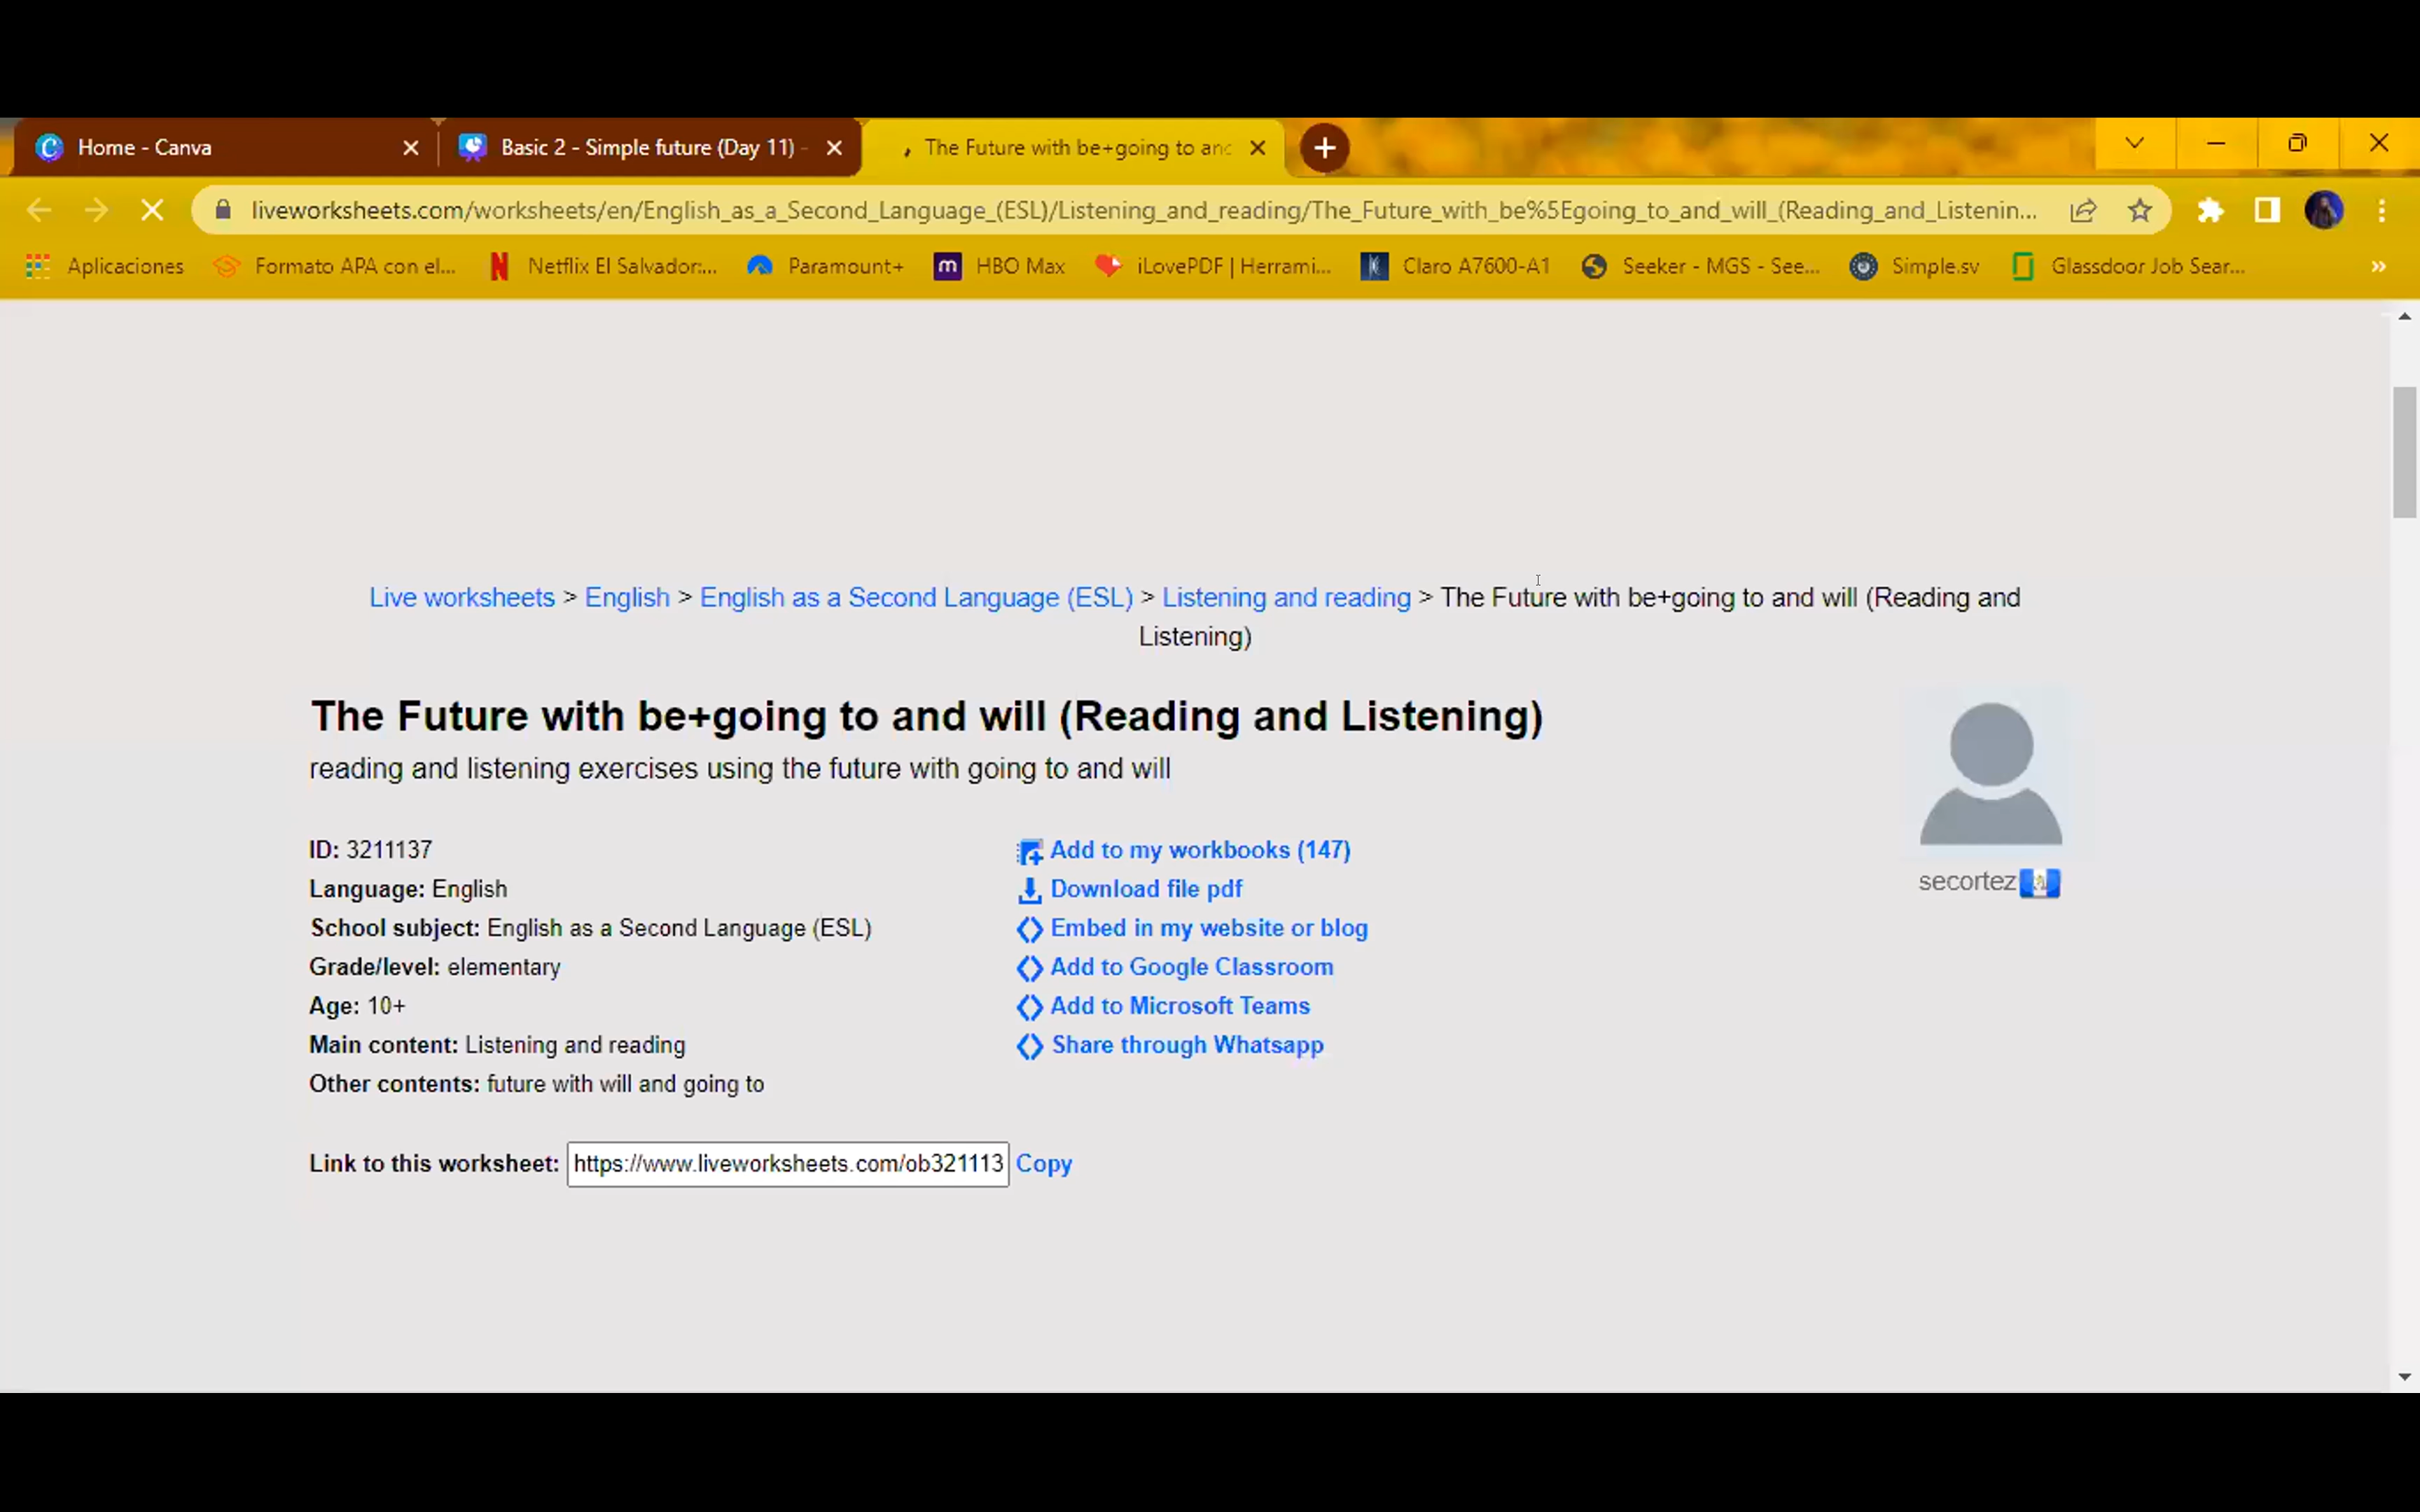 Home - Canva
Basic 2 - Simple future (Day 11) -
The Future with be+going to and
liveworksheets.com/worksheets/en/English_as_a_Second_Language_(ESL)/Listening_and_reading/The_Future_with_be%5Egoing_to_and_will_(Reading_and_Listenin...
Aplicaciones
Formato APA con el...
Netflix El Salvador:...
Paramount+
HBO Max
iLovePDF | Herrami...
Claro A7600-A1
Seeker - MGS - See...
Simple.sv
Glassdoor Job Sear...
»
Live worksheets > English > English as a Second Language (ESL) > Listening and reading > The Future with be+going to and will (Reading and
Listening)
The Future with be+going to and will (Reading and Listening)
reading and listening exercises using the future with going to and will
secortez
ID: 3211137
Language: English
School subject: English as a Second Language (ESL)
Grade/level: elementary
Age: 10+
Main content: Listening and reading
Other contents: future with will and going to
Add to my workbooks (147)
Download file pdf
Embed in my website or blog
Add to Google Classroom
Add to Microsoft Teams
Share through Whatsapp
Link to this worksheet: https://www.liveworksheets.com/ob321113 Copy